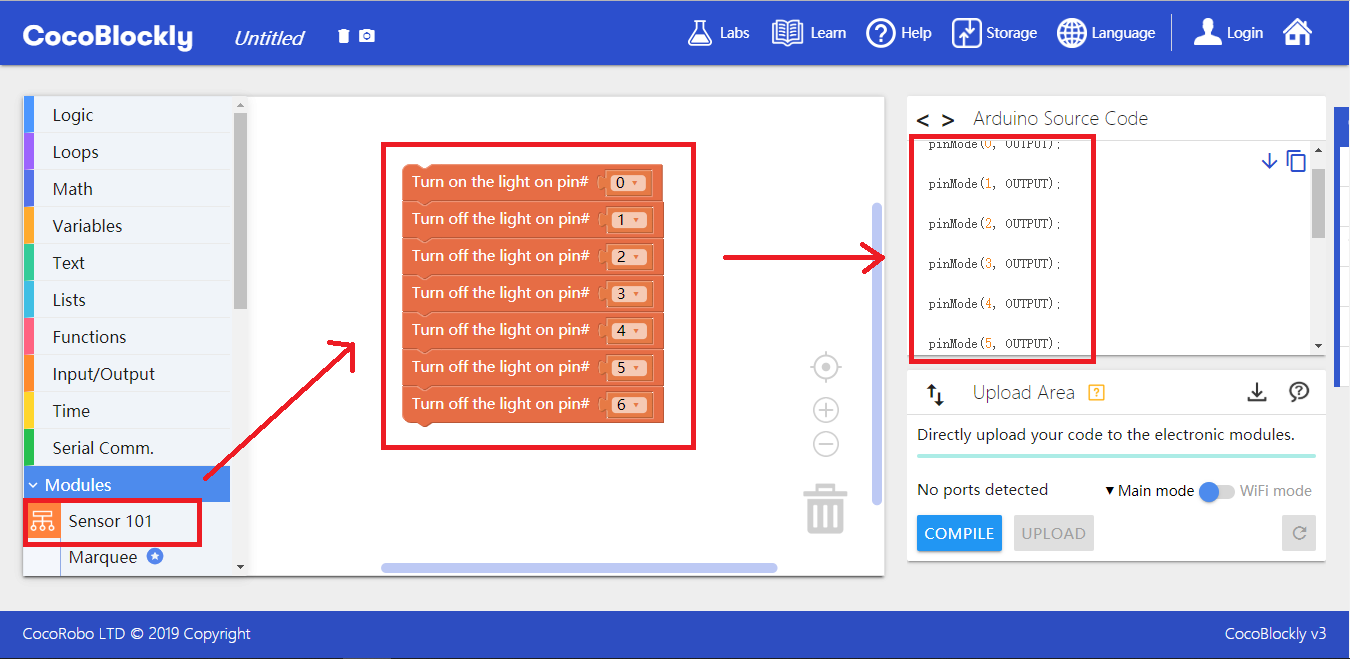 CocoBlockly
Untitled
Labs
Learn
Help
Storage
Language
Login
Logic
Loops
Math
Variables
Text
Lists
Functions
Input/Output
Time
Serial Comm.
Modules
Sensor 101
Marquee
Turn on the light on pin# 0
Turn off the light on pin# 1
Turn off the light on pin# 2
Turn off the light on pin# 3
Turn off the light on pin# 4
Turn off the light on pin# 5
Turn off the light on pin# 6
< > Arduino Source Code
pinMode(0, OUTPUT);
pinMode(1, OUTPUT);
pinMode(2, OUTPUT);
pinMode(3, OUTPUT);
pinMode(4, OUTPUT);
pinMode(5, OUTPUT);
Upload Area ?
Directly upload your code to the electronic modules.
No ports detected
Main mode
WiFi mode
COMPILE
UPLOAD
CocoRobo LTD © 2019 Copyright
CocoBlockly v3